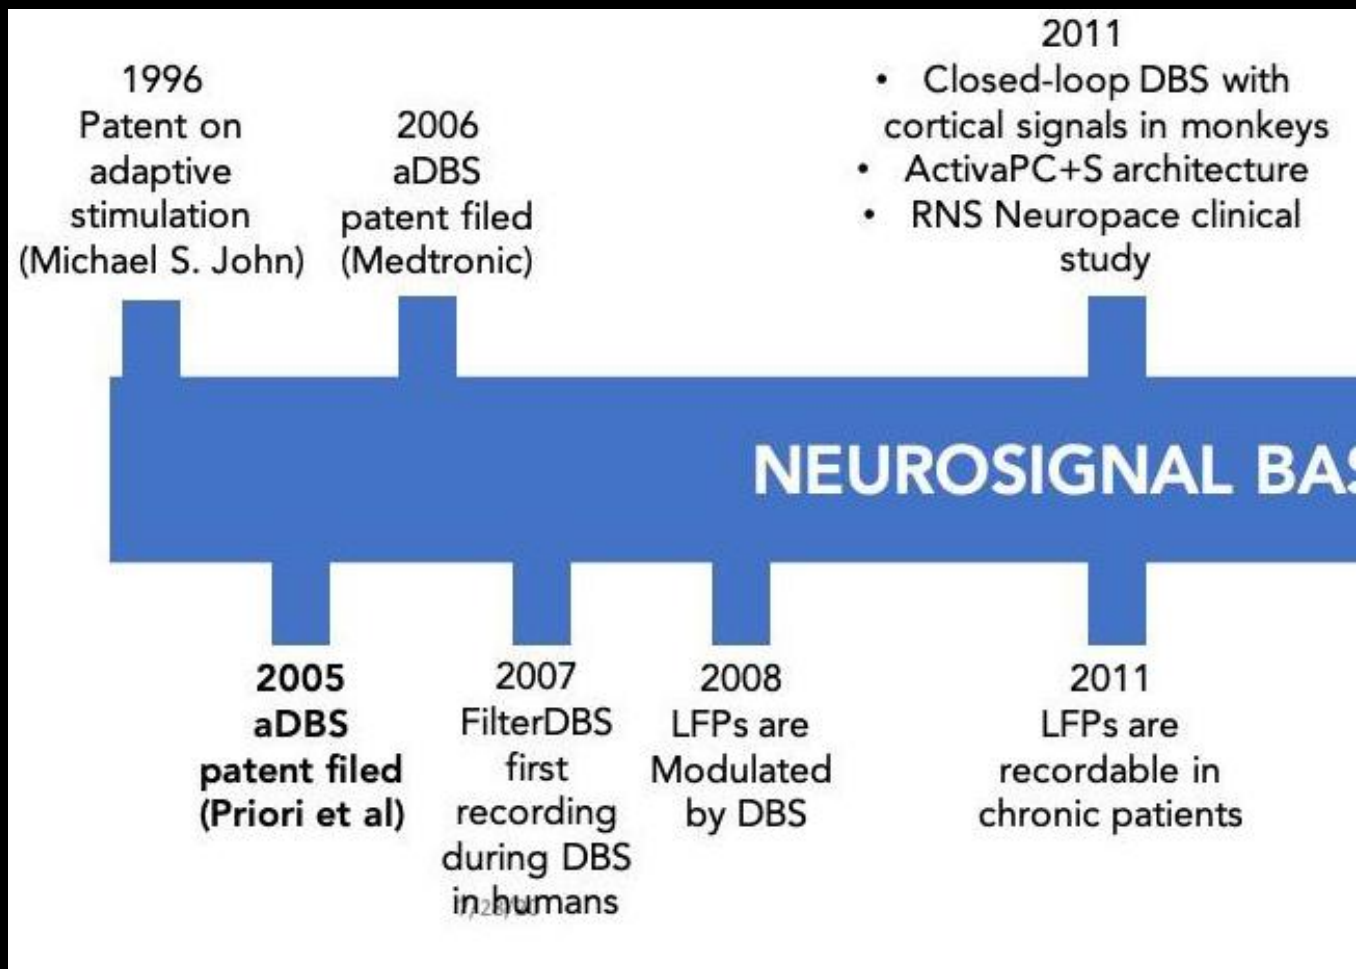 1996
Patent on
adaptive
stimulation
(Michael S. John)
2006
aDBS
patent filed
(Medtronic)
2011
• Closed-loop DBS with
cortical signals in monkeys
• ActivaPC+S architecture
• RNS Neuropace clinical
study
NEUROSIGNAL BAS
2005
aDBS
patent filed
(Priori et al)
2007
FilterDBS
first
recording
during DBS
in humans
2008
LFPs are
Modulated
by DBS
2011
LFPs are
recordable in
chronic patients